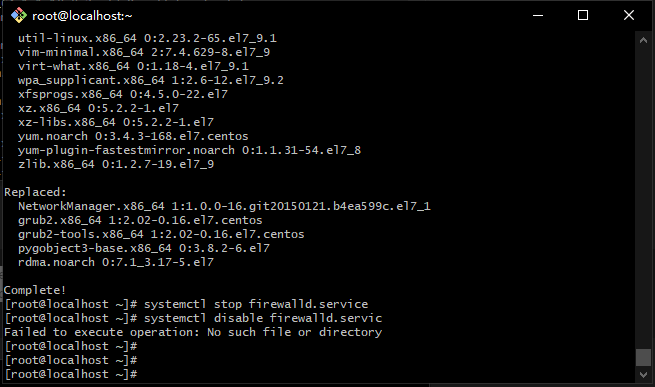 root@localhost:~
util-linux.x86_64 0:2.23.2-65.el7_9.1
vim-minimal.x86_64 2:7.4.629-8.el7_9
virt-what.x86_64 0:1.18-4.el7_9.1
wpa_supplicant.x86_64 1:2.6-12.el7_9.2
xfsprogs.x86_64 0:4.5.0-22.el7
xz.x86_64 0:5.2.2-1.el7
xz-libs.x86_64 0:5.2.2-1.el7
yum.noarch 0:3.4.3-168.el7.centos
yum-plugin-fastestmirror.noarch 0:1.1.31-54.el7_8
zlib.x86_64 0:1.2.7-19.el7_9
Replaced:
NetworkManager.x86_64 1:1.0.0-16.git20150121.b4ea599c.el7_1
grub2.x86_64 1:2.02-0.16.el7.centos
grub2-tools.x86_64 1:2.02-0.16.el7.centos
pygobject3-base.x86_64 0:3.8.2-6.el7
rdma.noarch 0:7.1_3.17-5.el7
Complete!
[root@localhost ~]# systemctl stop firewalld.service
[root@localhost ~]# systemctl disable firewalld.servic
Failed to execute operation: No such file or directory
[root@localhost ~]#
[root@localhost ~]#
[root@localhost ~]#